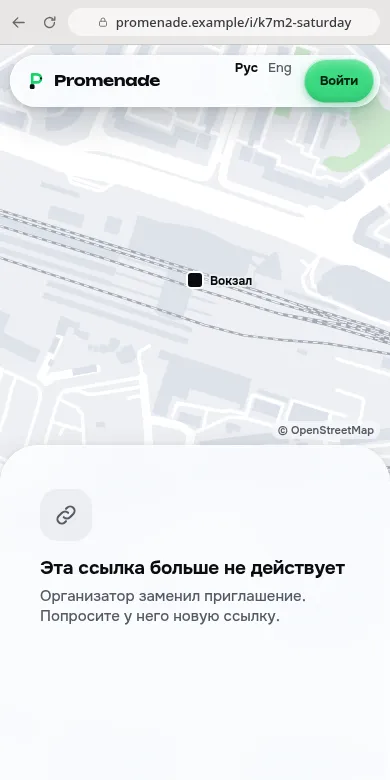 promenade.example/i/k7m2-saturday
Promenade
Рус Eng
Войти
Вокзал
© OpenStreetMap
Эта ссылка больше не действует
Организатор заменил приглашение.
Попросите у него новую ссылку.